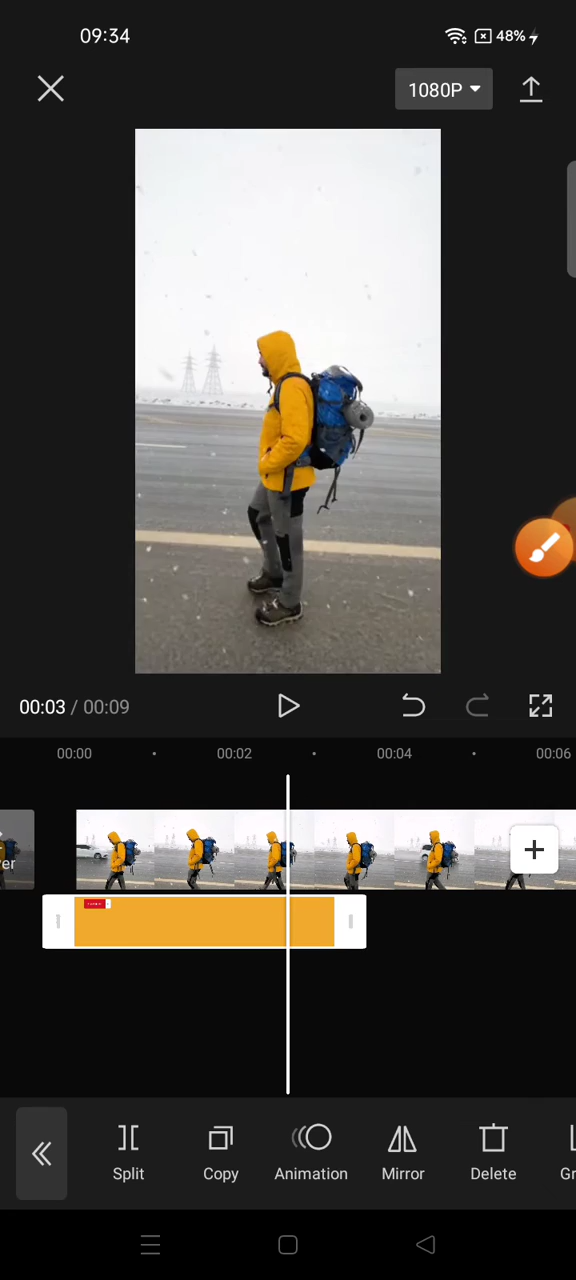 09:34
48%
1080P
00:03 / 00:09
00:00
00:02
00:04
00:06
Split
Copy
Animation
Mirror
Delete